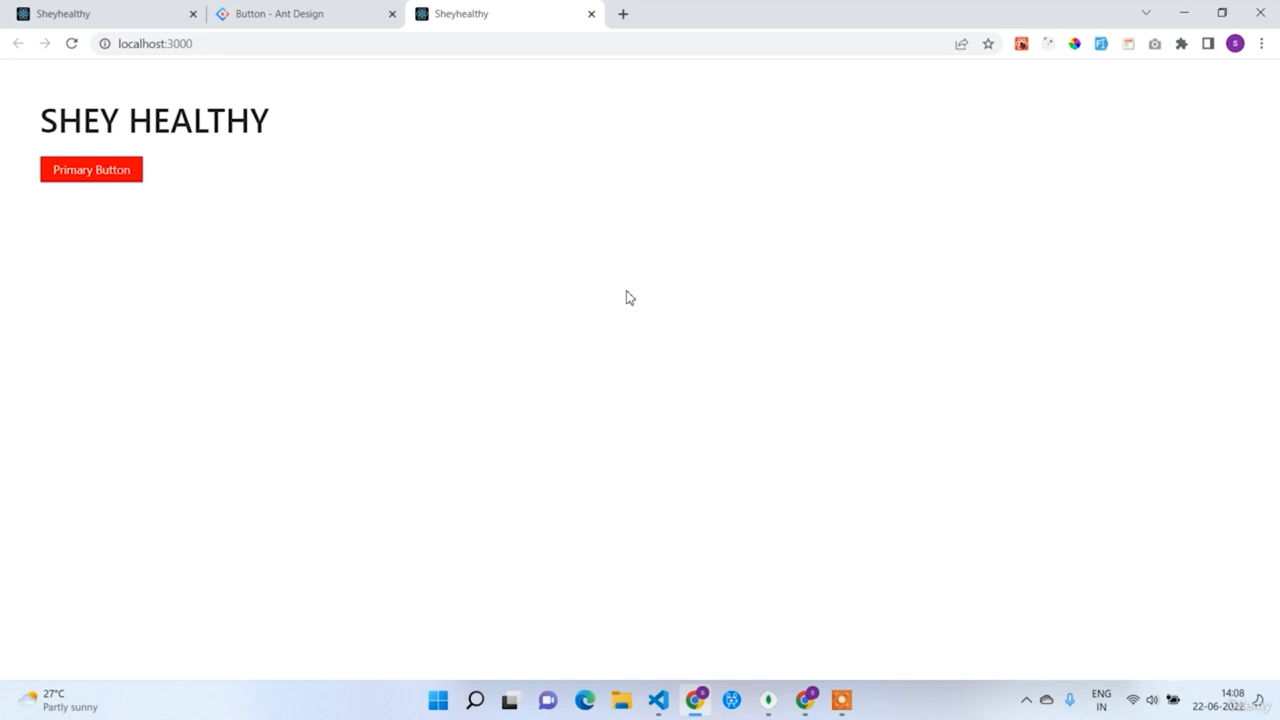 Sheyhealthy
Button - Ant Design
Sheyhealthy
localhost:3000
S
SHEY HEALTHY
Primary Button
27°C
Partly sunny
ENG
IN
14:08
22-06-2022